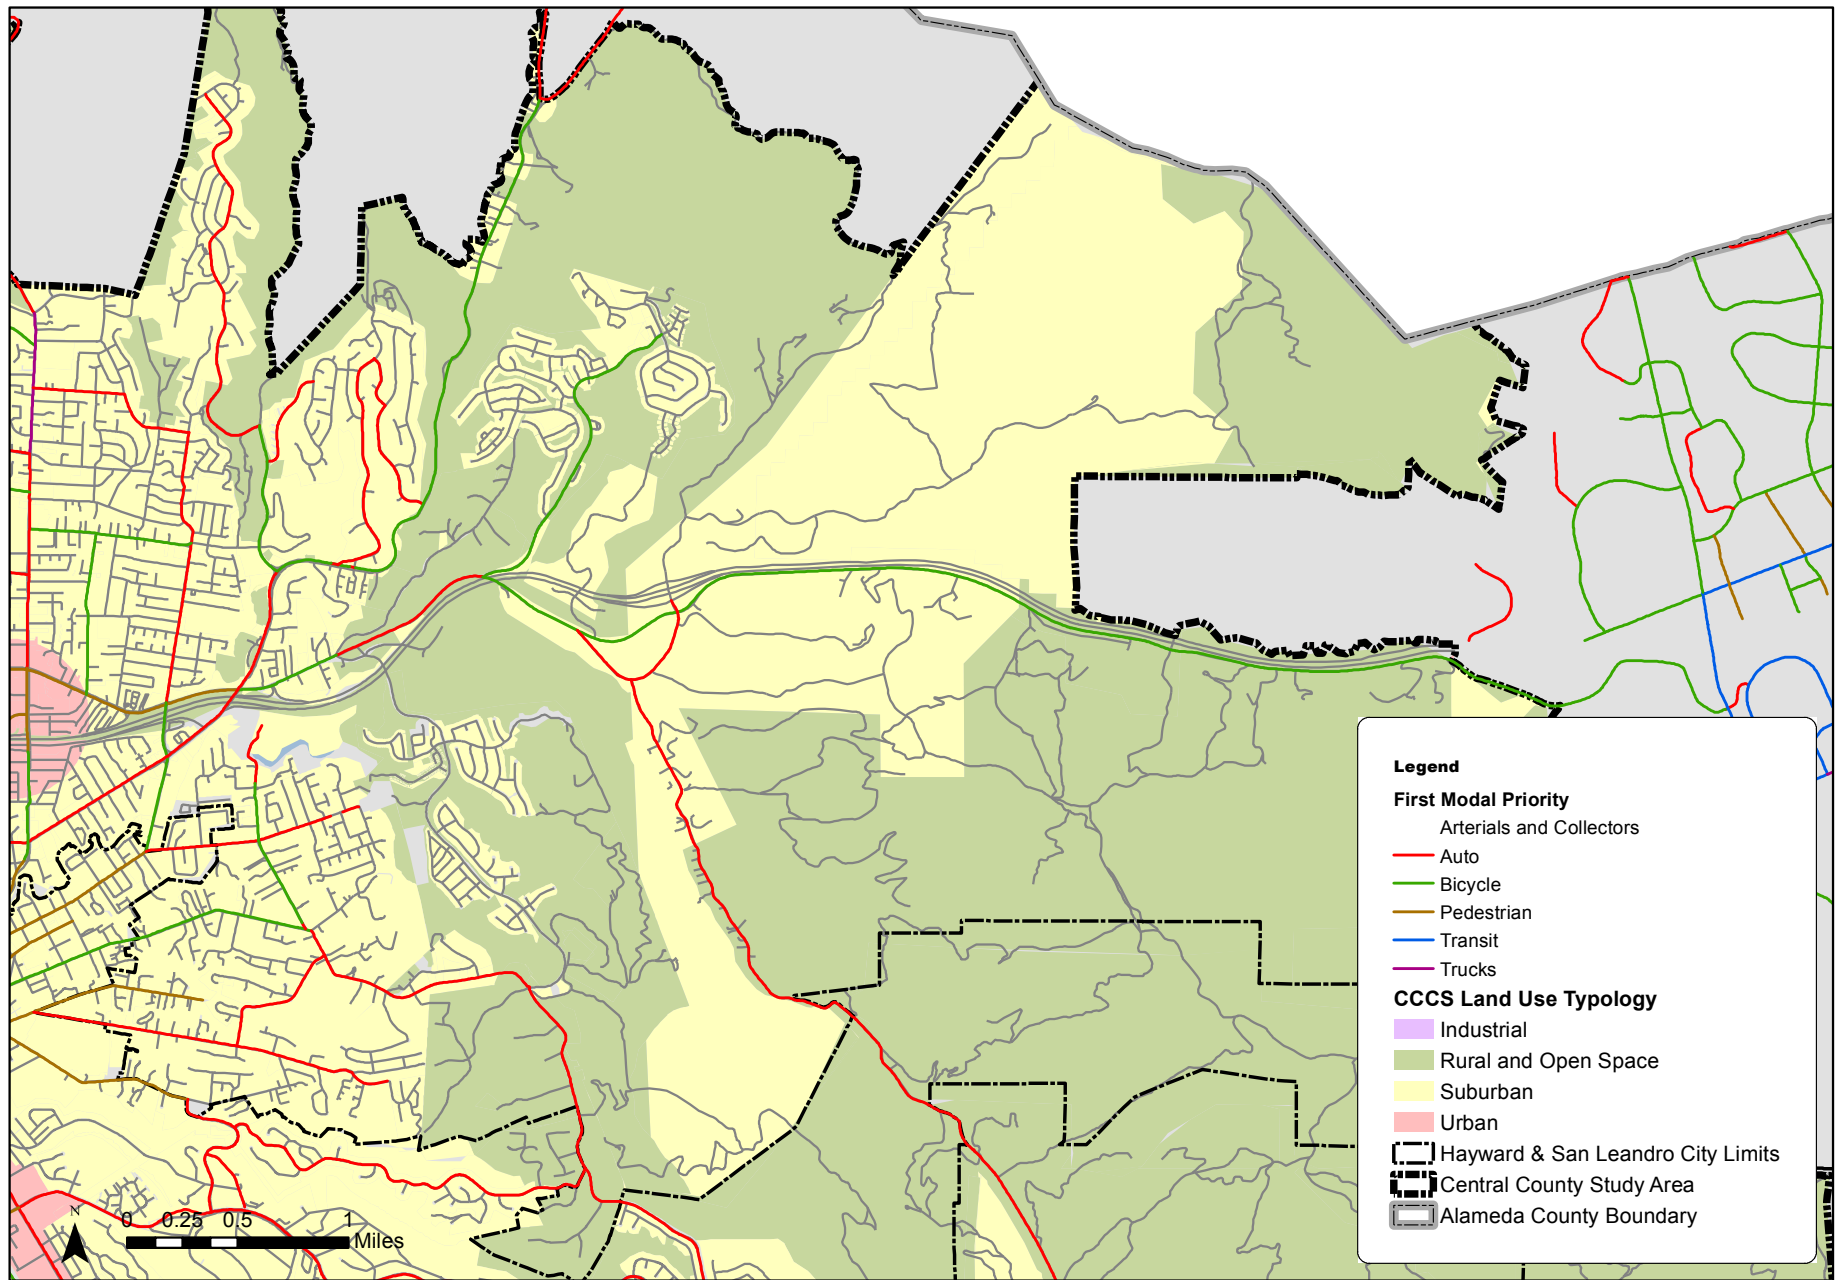 Legend
First Modal Priority
Arterials and Collectors
Auto
Bicycle
Pedestrian
Transit
Trucks
CCCS Land Use Typology
Industrial
Rural and Open Space
Suburban
Urban
Hayward & San Leandro City Limits
Central County Study Area
Alameda County Boundary
N
0 0.25 0.5 1
Miles